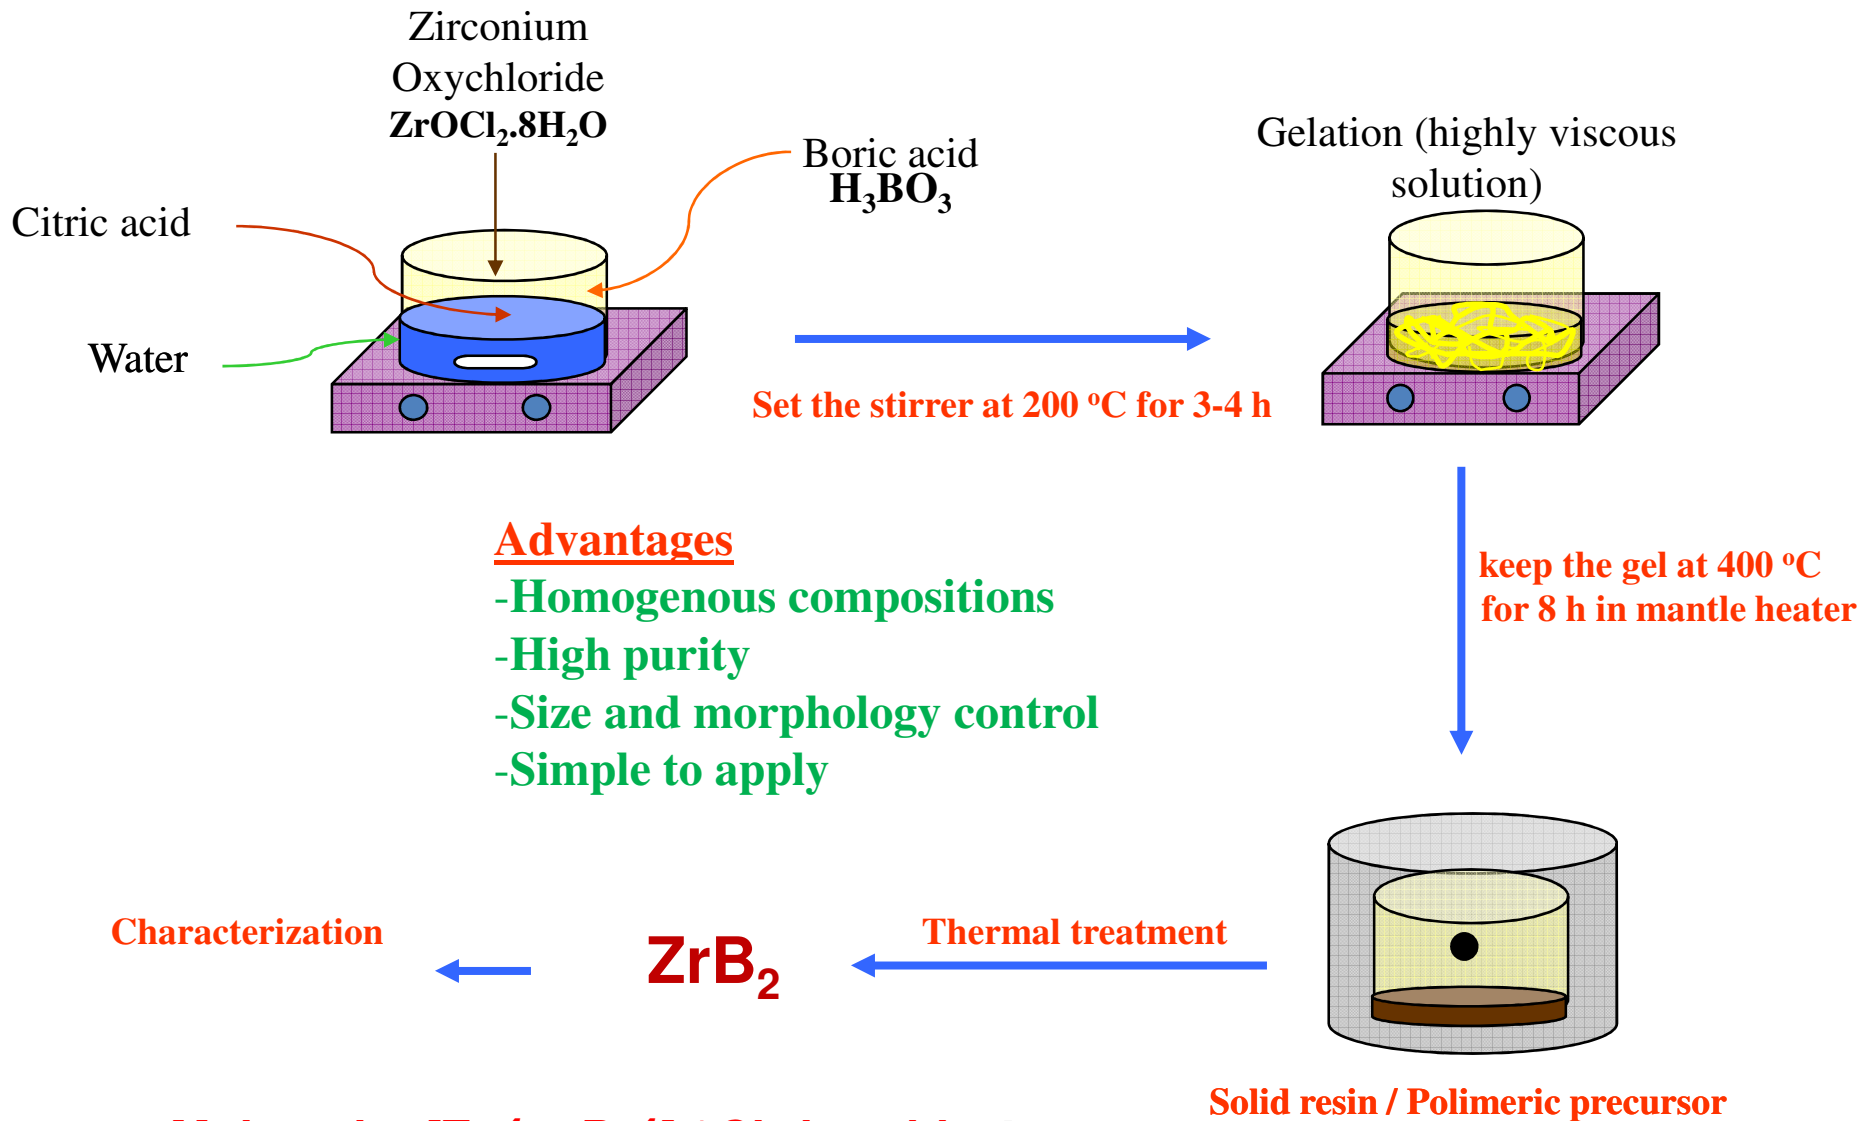 Zirconium
Oxychloride
ZrOCl₂.8H₂O
Boric acid
H₃BO₃
Citric acid
Water
Set the stirrer at 200 ºC for 3-4 h
Gelation (highly viscous
solution)
keep the gel at 400 ºC
for 8 h in mantle heater
Advantages
-Homogenous compositions
-High purity
-Size and morphology control
-Simple to apply
Characterization
ZrB₂
Thermal treatment
Solid resin / Polimeric precursor